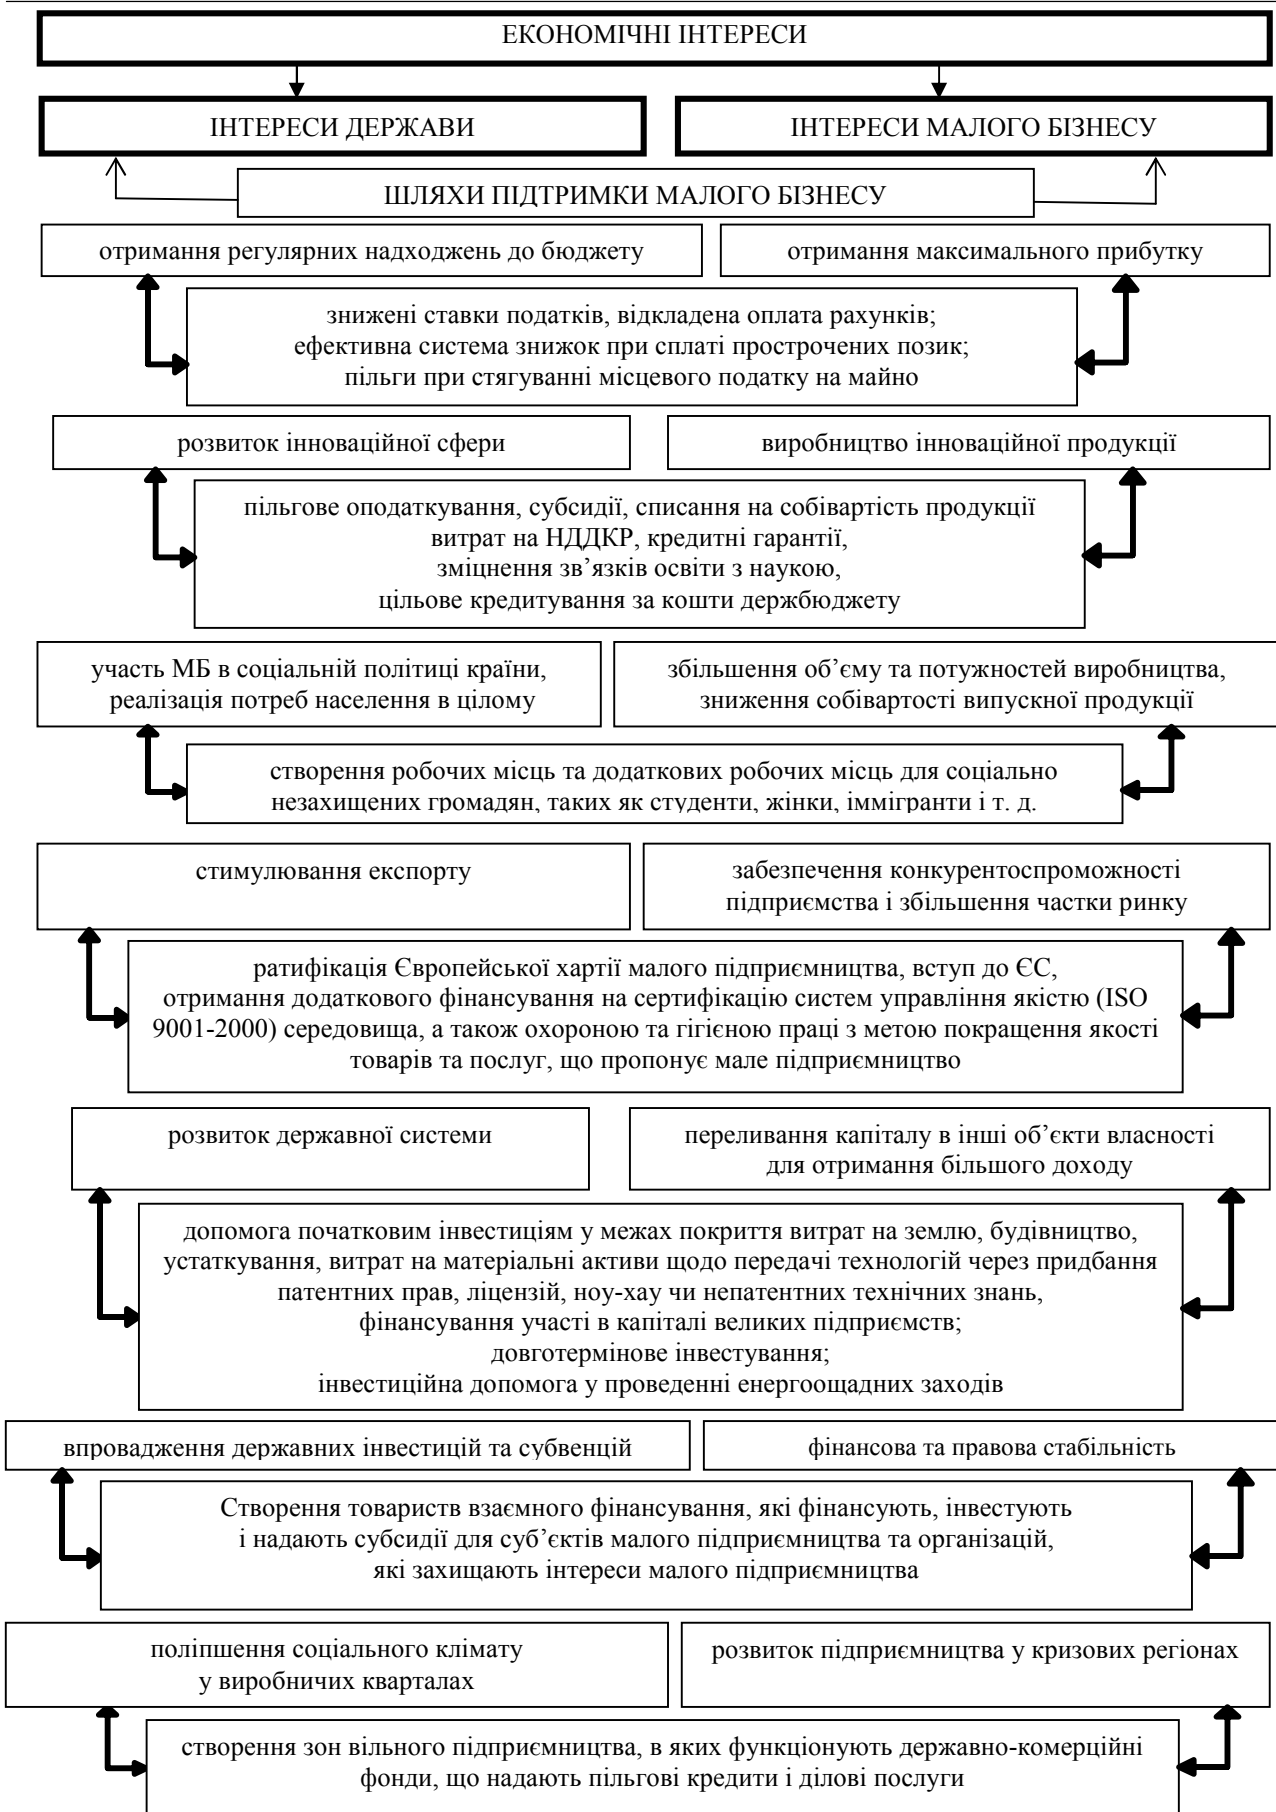 ЕКОНОМІЧНІ ІНТЕРЕСИ
ІНТЕРЕСИ ДЕРЖАВИ
ІНТЕРЕСИ МАЛОГО БІЗНЕСУ
ШЛЯХИ ПІДТРИМКИ МАЛОГО БІЗНЕСУ
отримання регулярних надходжень до бюджету
отримання максимального прибутку
знижені ставки податків, відкладена оплата рахунків;
ефективна система знижок при сплаті прострочених позик;
пільги при стягуванні місцевого податку на майно
розвиток інноваційної сфери
виробництво інноваційної продукції
пільгове оподаткування, субсидії, списання на собівартість продукції
витрат на НДДКР, кредитні гарантії,
зміцнення зв’язків освіти з наукою,
цільове кредитування за кошти держбюджету
участь МБ в соціальній політиці країни,
реалізація потреб населення в цілому
збільшення об’єму та потужностей виробництва,
зниження собівартості випускної продукції
створення робочих місць та додаткових робочих місць для соціально
незахищених громадян, таких як студенти, жінки, іммігранти і т. д.
стимулювання експорту
забезпечення конкурентоспроможності
підприємства і збільшення частки ринку
ратифікація Європейської хартії малого підприємництва, вступ до ЄС,
отримання додаткового фінансування на сертифікацію систем управління якістю (ISO
9001-2000) середовища, а також охороною та гігієною праці з метою покращення якості
товарів та послуг, що пропонує мале підприємництво
розвиток державної системи
переливання капіталу в інші об’єкти власності
для отримання більшого доходу
допомога початковим інвестиціям у межах покриття витрат на землю, будівництво,
устаткування, витрат на матеріальні активи щодо передачі технологій через придбання
патентних прав, ліцензій, ноу-хау чи непатентних технічних знань,
фінансування участі в капіталі великих підприємств;
довготермінове інвестування;
інвестиційна допомога у проведенні енергоощадних заходів
впровадження державних інвестицій та субвенцій
фінансова та правова стабільність
Створення товариств взаємного фінансування, які фінансують, інвестують
і надають субсидії для суб’єктів малого підприємництва та організацій,
які захищають інтереси малого підприємництва
поліпшення соціального клімату
у виробничих кварталах
розвиток підприємництва у кризових регіонах
створення зон вільного підприємництва, в яких функціонують державно-комерційні
фонди, що надають пільгові кредити і ділові послуги